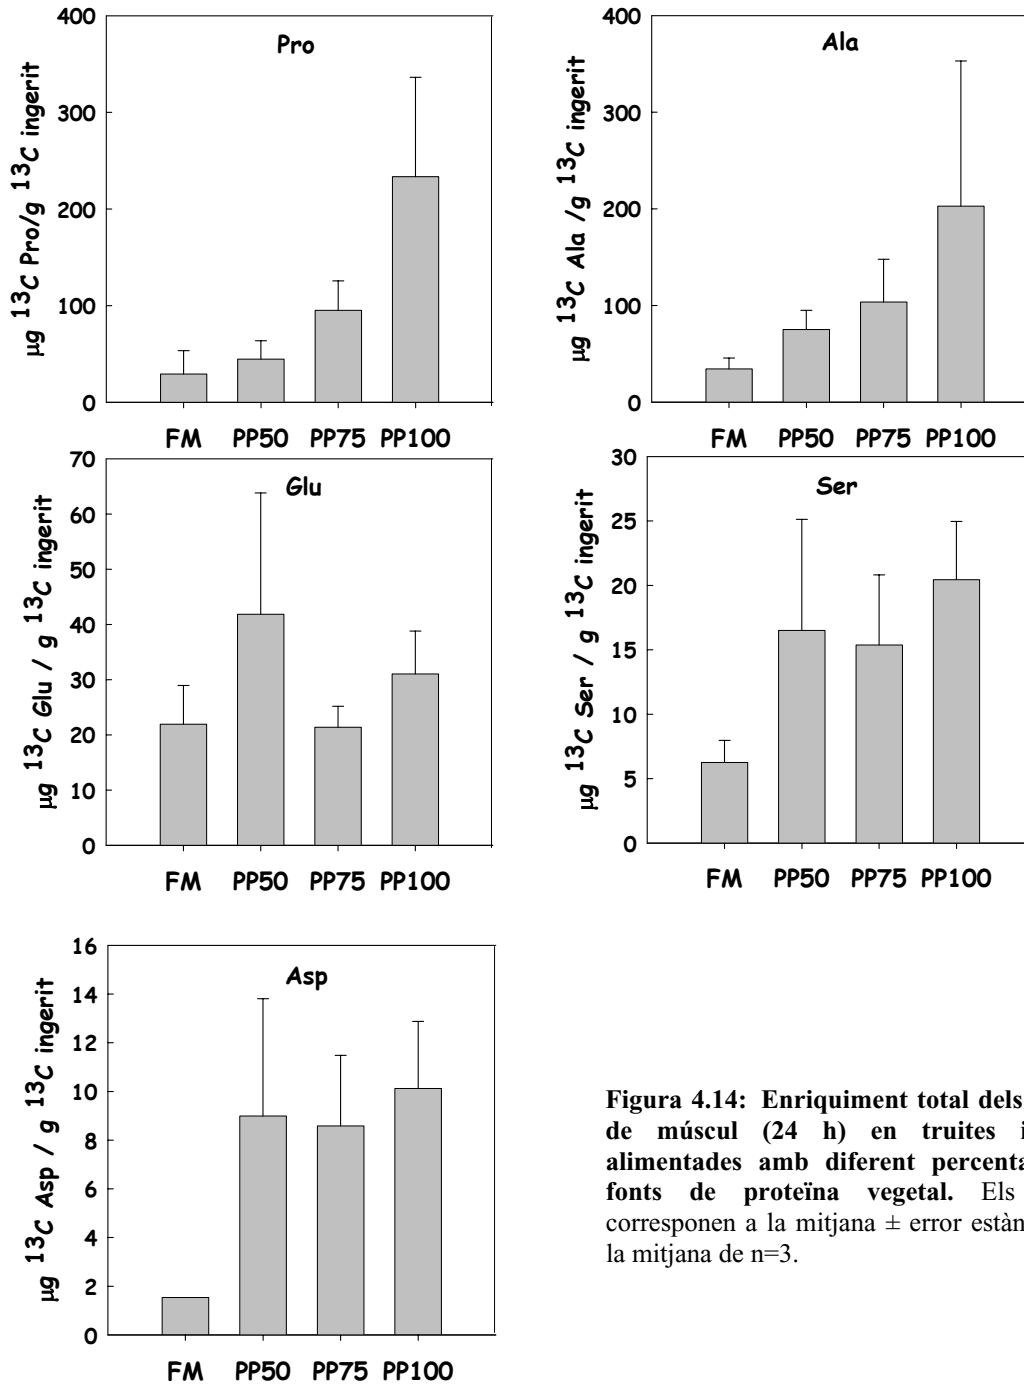 Pro
µg 13C Pro/g 13C ingerit
400
300
200
100
0
FM PP50 PP75 PP100
Ala
µg 13C Ala /g 13C ingerit
400
300
200
100
0
FM PP50 PP75 PP100
Glu
µg 13C Glu / g 13C ingerit
70
60
50
40
30
20
10
0
FM PP50 PP75 PP100
Ser
µg 13C Ser / g 13C ingerit
30
25
20
15
10
5
0
FM PP50 PP75 PP100
Asp
µg 13C Asp / g 13C ingerit
16
14
12
10
8
6
4
2
0
FM PP50 PP75 PP100
Figura 4.14: Enriquiment total dels
de múscul (24 h) en truites
alimentades amb diferent
fonts de proteïna vegetal. Els
corresponen a la mitjana ± error
la mitjana de n=3.